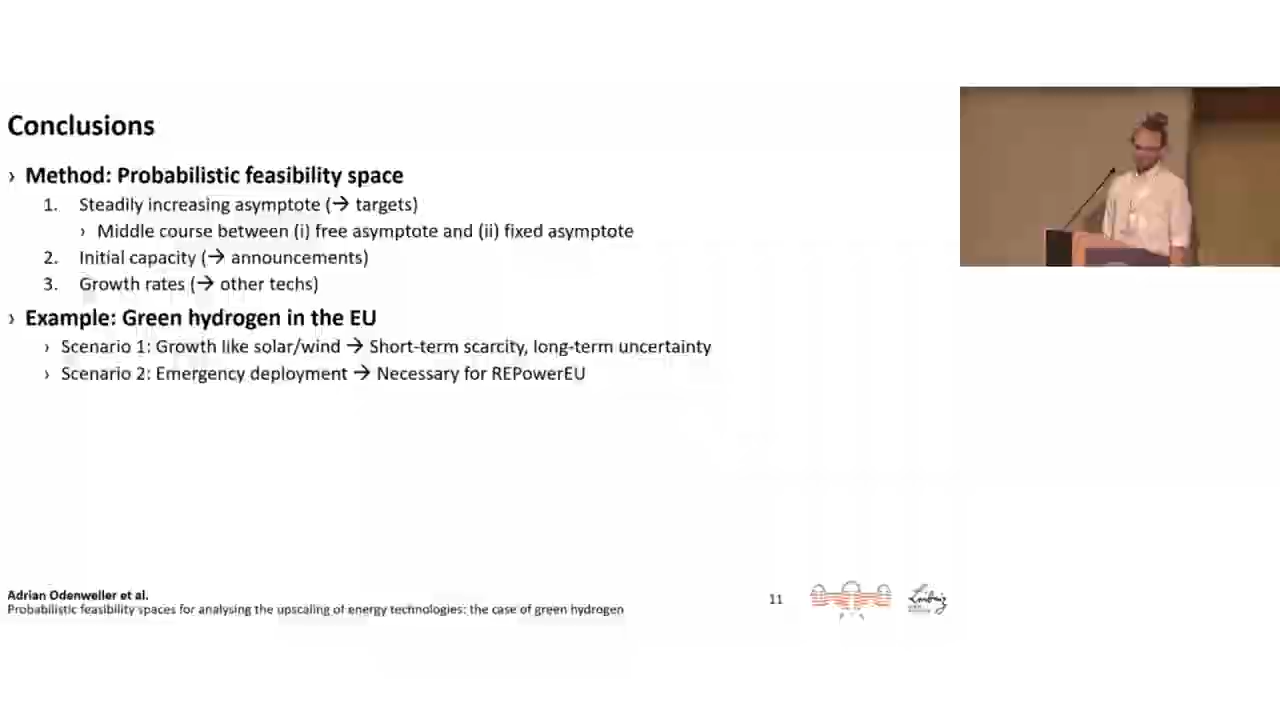 Conclusions
› Method: Probabilistic feasibility space
1. Steadily increasing asymptote (→ targets)
› Middle course between (i) free asymptote and (ii) fixed asymptote
2. Initial capacity (→ announcements)
3. Growth rates (→ other techs)
› Example: Green hydrogen in the EU
› Scenario 1: Growth like solar/wind → Short-term scarcity, long-term uncertainty
› Scenario 2: Emergency deployment → Necessary for REPowerEU
Adrian Odenweller et al.
Probabilistic feasibility spaces for analysing the upscaling of energy technologies: the case of green hydrogen
11
Leibniz